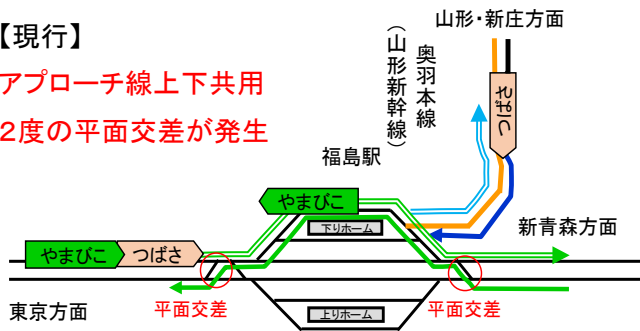 【現行】
アプローチ線上下共用
２度の平面交差が発生
山形・新庄方面
奥羽本線
（山形新幹線）
つばさ
福島駅
やまびこ
下りホーム
新青森方面
やまびこ
つばさ
東京方面
平面交差
上りホーム
平面交差